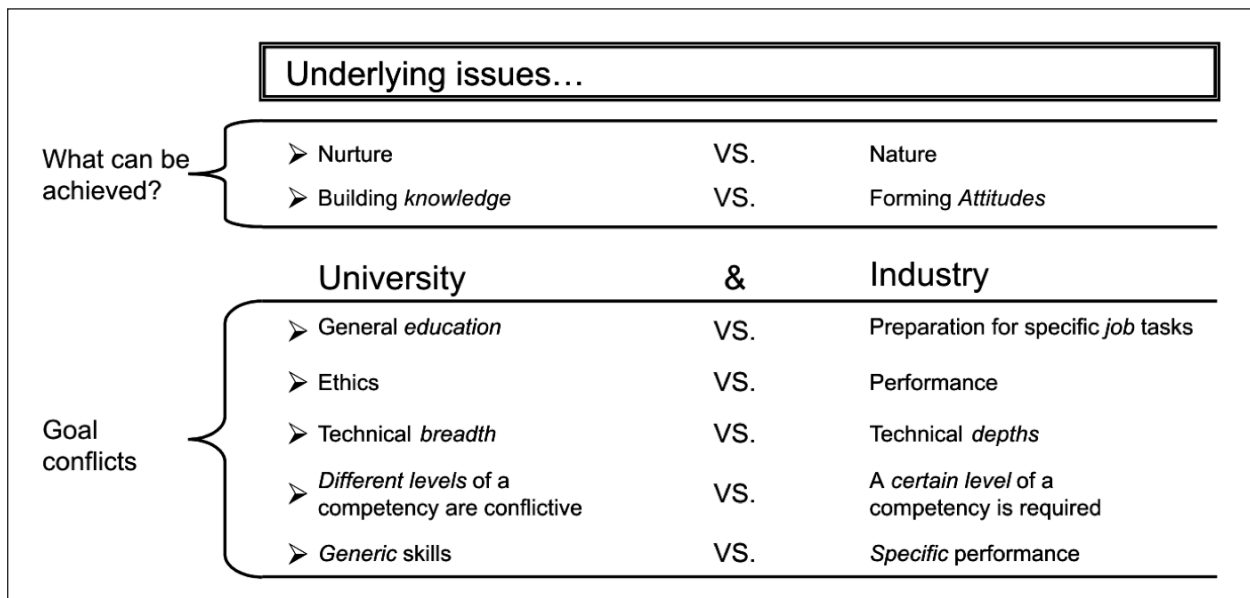 Underlying issues…
What can be
achieved?
➢ Nurture VS. Nature
➢ Building knowledge VS. Forming Attitudes
University & Industry
Goal
conflicts
➢ General education VS. Preparation for specific job tasks
➢ Ethics VS. Performance
➢ Technical breadth VS. Technical depths
➢ Different levels of a
competency are conflictive
VS.
A certain level of a
competency is required
➢ Generic skills VS. Specific performance